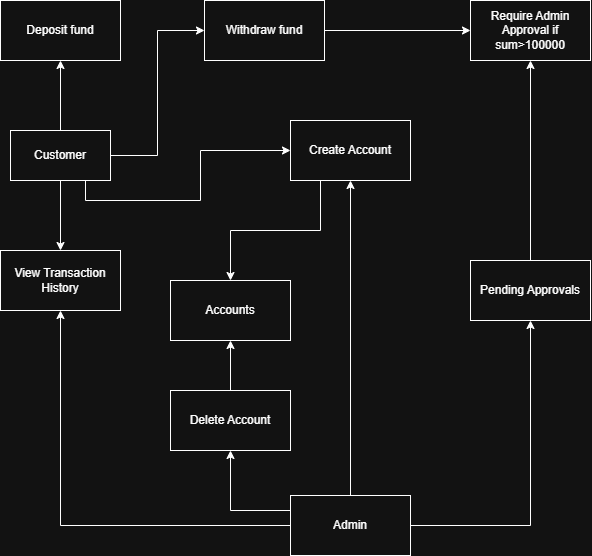 Deposit fund
Withdraw fund
Require Admin
Approval if
sum>100000
Customer
Create Account
View Transaction
History
Accounts
Pending Approvals
Delete Account
Admin